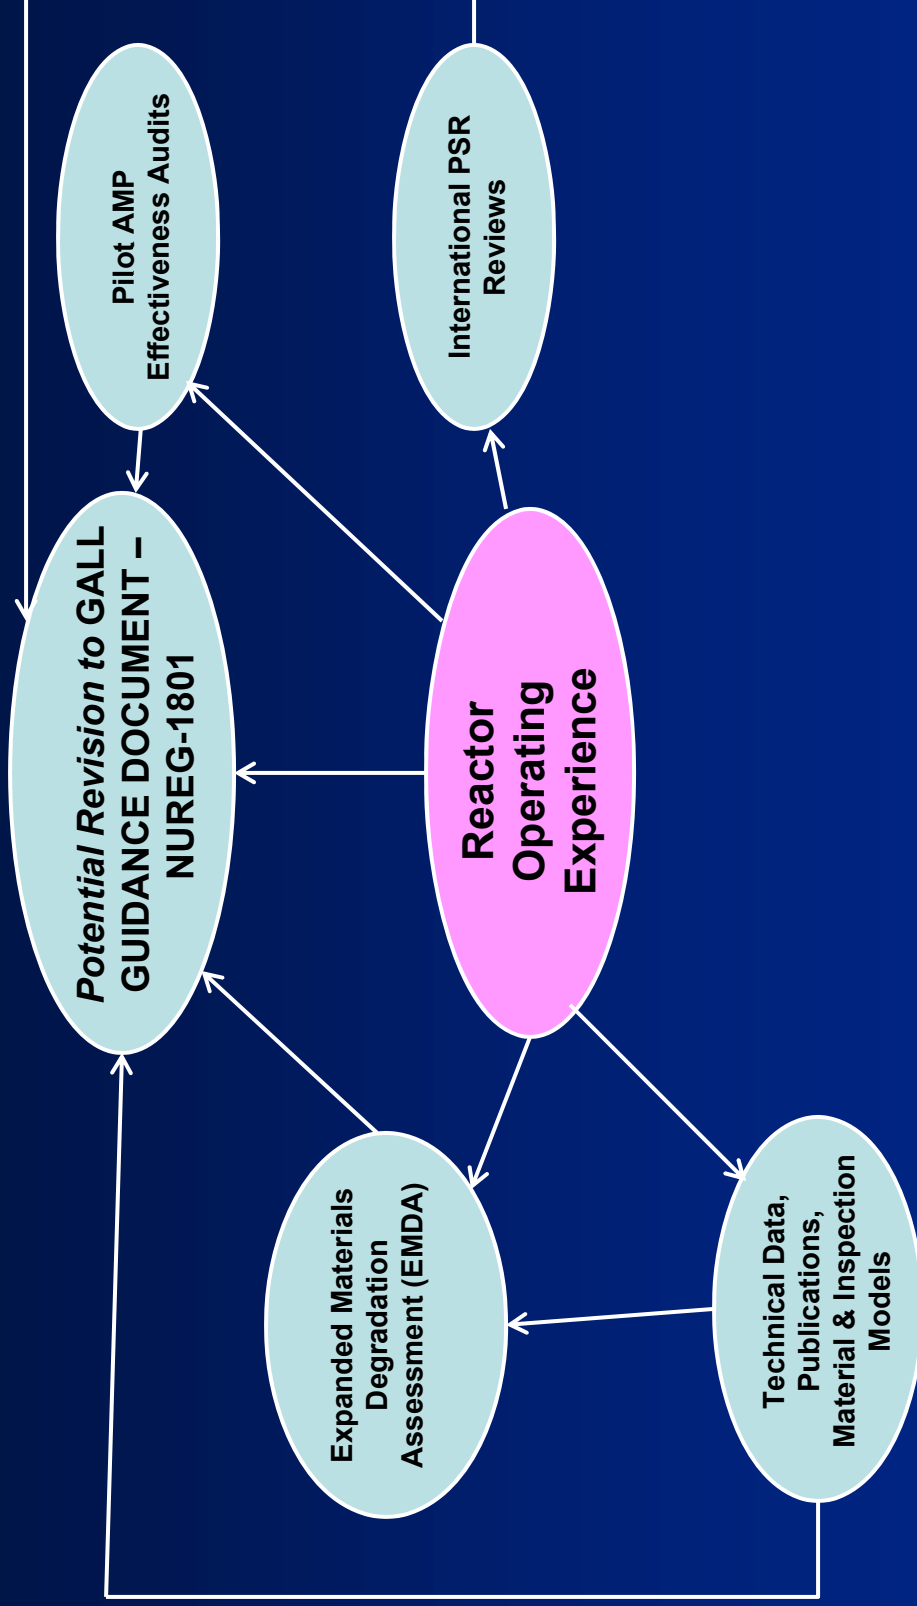 Potential Revision to GALL
GUIDANCE DOCUMENT –
NUREG-1801
Pilot AMP
Effectiveness Audits
Expanded Materials
Degradation
Assessment (EMDA)
Reactor
Operating
Experience
International PSR
Reviews
Technical Data,
Publications,
Material & Inspection
Models